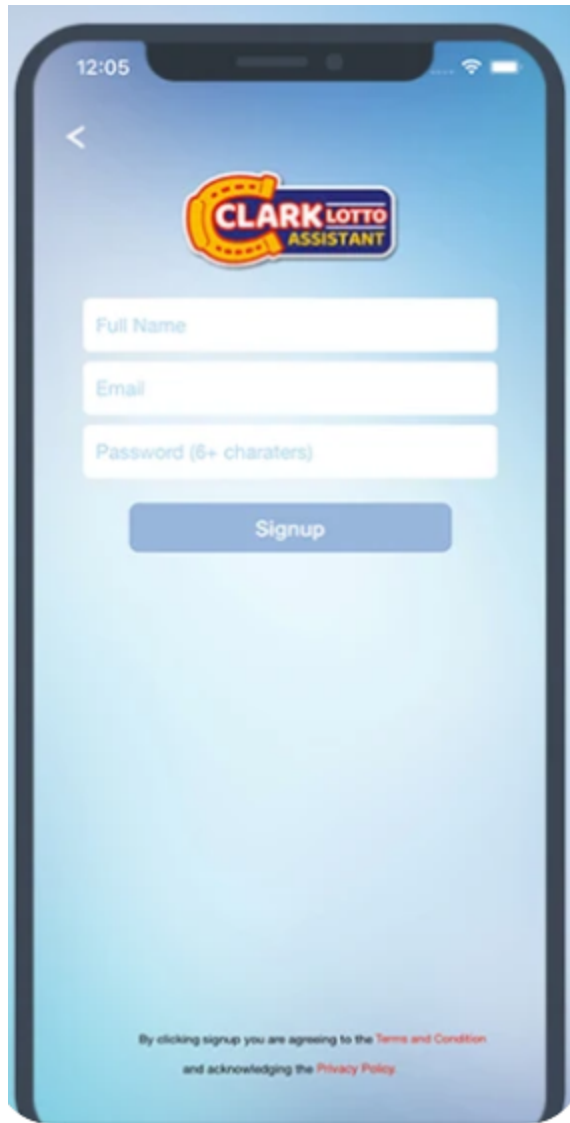 12:05
CLARK LOTTO
ASSISTANT
Full Name
Email
Password (6+ charaters)
Signup
By clicking signup you are agreeing to the Terms and Condition
and acknowledging the Privacy Policy.